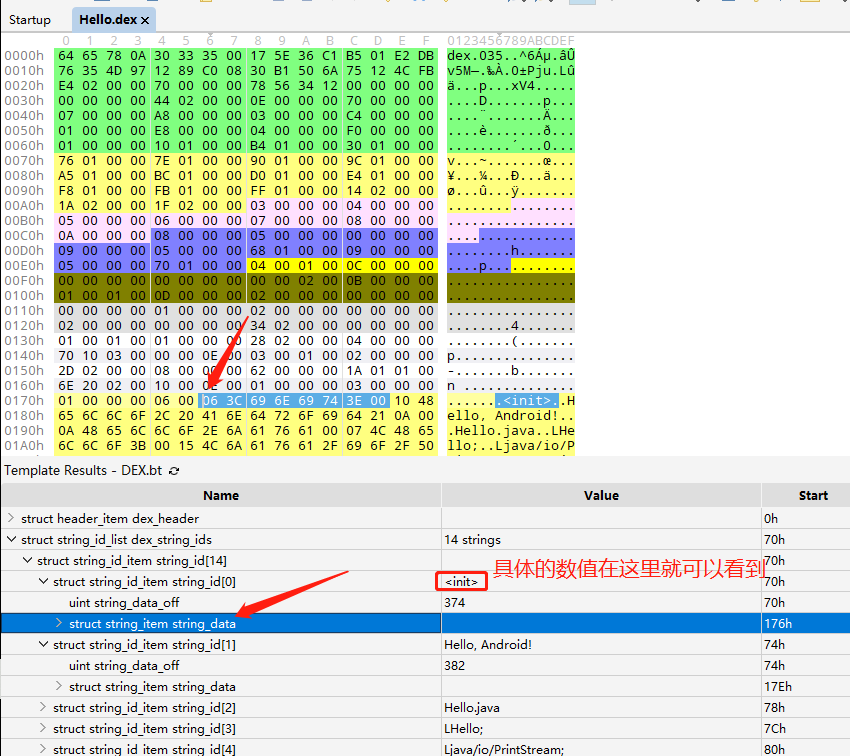 Startup Hello.dex ×
0 1 2 3 4 5 6 7 8 9 A B C D E F 0123456789ABCDEF
0000h 64 65 78 0A 30 33 35 00 17 5E 36 C1 B5 01 E2 DB dex.035..^6Áµ.âÛ
0010h 76 35 4D 97 12 89 C0 08 30 B1 50 6A 75 12 4C FB v5M—.‰À.0±Pju.Lû
0020h E4 02 00 00 70 00 00 00 78 56 34 12 00 00 00 00 ä...p...xV4.....
0030h 00 00 00 00 44 02 00 00 0E 00 00 00 70 00 00 00 ....D.......p...
0040h 07 00 00 00 A8 00 00 00 03 00 00 00 C4 00 00 00 ....¨.......Ä...
0050h 01 00 00 00 E8 00 00 00 04 00 00 00 F0 00 00 00 ....è.......ð...
0060h 01 00 00 00 10 01 00 00 B4 01 00 00 30 01 00 00 ........´...0...
0070h 76 01 00 00 7E 01 00 00 90 01 00 00 9C 01 00 00 v...~.......œ...
0080h A5 01 00 00 BC 01 00 00 D0 01 00 00 E4 01 00 00 ¥...¼...Ð...ä...
0090h F8 01 00 00 FB 01 00 00 FF 01 00 00 14 02 00 00 ø...û...ÿ.......
00A0h 1A 02 00 00 1F 02 00 00 03 00 00 00 04 00 00 00 ................
00B0h 05 00 00 00 06 00 00 00 07 00 00 00 08 00 00 00 ................
00C0h 0A 00 00 00 08 00 00 00 05 00 00 00 00 00 00 00 ................
00D0h 09 00 00 00 05 00 00 00 68 01 00 00 09 00 00 00 ........h.......
00E0h 05 00 00 00 70 01 00 00 04 00 01 00 0C 00 00 00 ....p...........
00F0h 00 00 00 00 00 00 00 00 00 00 02 00 0B 00 00 00 ................
0100h 01 00 01 00 0D 00 00 00 02 00 00 00 00 00 00 00 ................
0110h 00 00 00 00 01 00 00 00 02 00 00 00 00 00 00 00 ................
0120h 02 00 00 00 00 00 00 00 34 02 00 00 00 00 00 00 ........4.......
0130h 01 00 01 00 01 00 00 00 28 02 00 00 04 00 00 00 ........(.......
0140h 70 10 03 00 00 00 0E 00 03 00 01 00 02 00 00 00 p...............
0150h 2D 02 00 00 08 00 00 00 62 00 00 00 1A 01 01 00 -.......b.......
0160h 6E 20 02 00 10 00 0E 00 01 00 00 00 03 00 00 00 n ..............
0170h 01 00 00 00 06 00 06 3C 69 6E 69 74 3E 00 10 48 .......<init>..H
0180h 65 6C 6C 6F 2C 20 41 6E 64 72 6F 69 64 21 0A 00 ello, Android!..
0190h 0A 48 65 6C 6C 6F 2E 6A 61 76 61 00 07 4C 48 65 .Hello.java..LHe
01A0h 6C 6C 6F 3B 00 15 4C 6A 61 76 61 2F 69 6F 2F 50 llo;..Ljava/io/P
Template Results - DEX.bt
Name Value Start
struct header_item dex_header 0h
struct string_id_list dex_string_ids 14 strings 70h
struct string_id_item string_id[14] 70h
struct string_id_item string_id[0] <init> 具体的数值在这里就可以看到 70h
uint string_data_off 374 70h
struct string_item string_data 176h
struct string_id_item string_id[1] Hello, Android! 74h
uint string_data_off 382 74h
struct string_item string_data 17Eh
struct string_id_item string_id[2] Hello.java 78h
struct string_id_item string_id[3] LHello; 7Ch
struct string_id_item string_id[4] Ljava/io/PrintStream; 80h